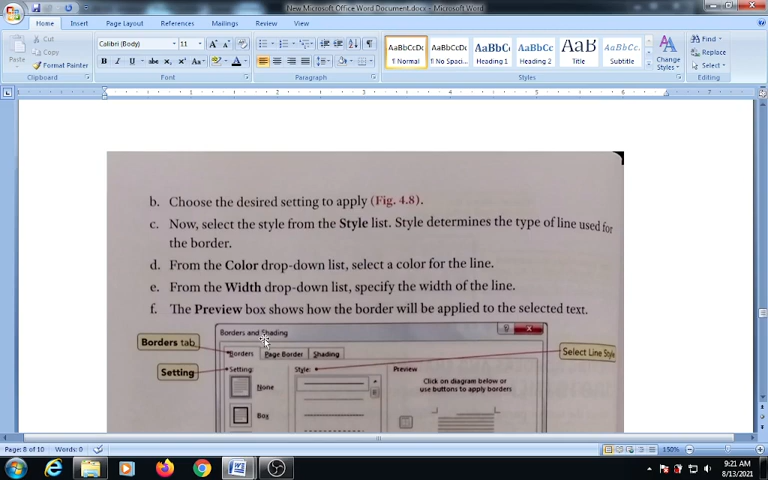 New Microsoft Office Word Document.docx - Microsoft Word
Home Insert Page Layout References Mailings Review View
Cut
Copy
Paste
Format Painter
Clipboard
Calibri (Body) 11
Font
Paragraph
AaBbCcDc AaBbCcDc AaBbCc AaBbCc AaB AaBbCc.
¶ Normal ¶ No Spaci... Heading 1 Heading 2 Title Subtitle
Change Styles
Styles
Find
Replace
Select
Editing
b. Choose the desired setting to apply (Fig. 4.8).
c. Now, select the style from the Style list. Style determines the type of line used for
the border.
d. From the Color drop-down list, select a color for the line.
e. From the Width drop-down list, specify the width of the line.
f. The Preview box shows how the border will be applied to the selected text.
Borders and Shading
Borders tab
Borders Page Border Shading
Select Line Style
Setting
Setting: Style: Preview
None
Click on diagram below or
use buttons to apply borders
Box
Page: 8 of 10 Words: 0 150%
9:21 AM
8/13/2021